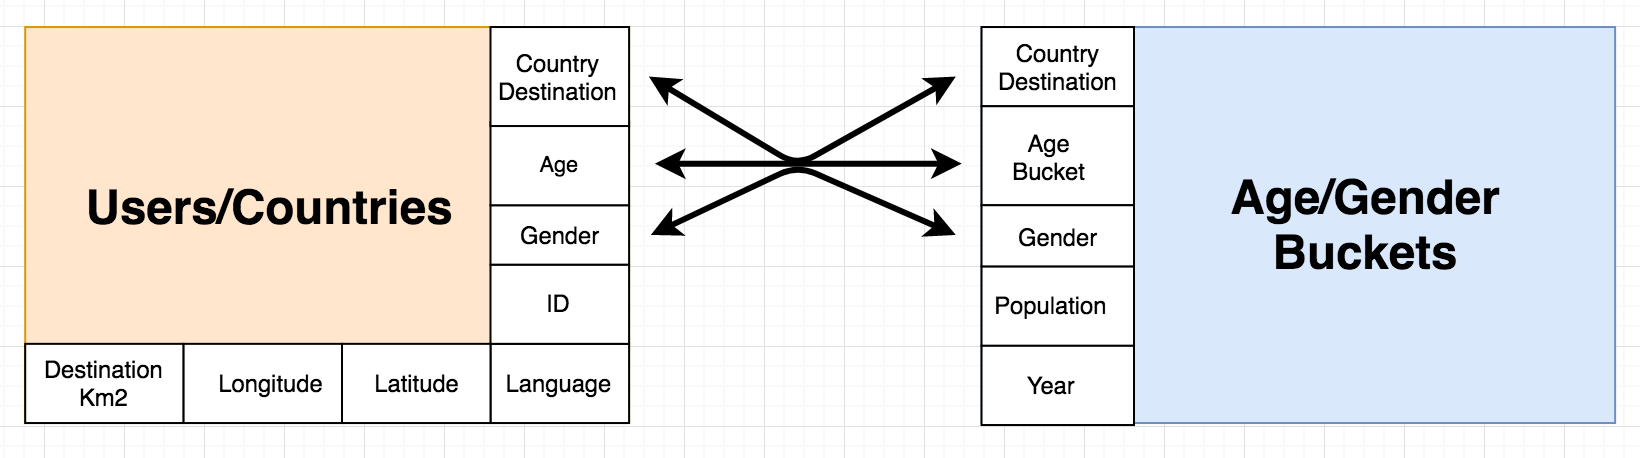 Users/Countries
Country
Destination
Age
Gender
ID
Destination
Km2
Longitude
Latitude
Language
Country
Destination
Age
Bucket
Gender
Population
Year
Age/Gender
Buckets